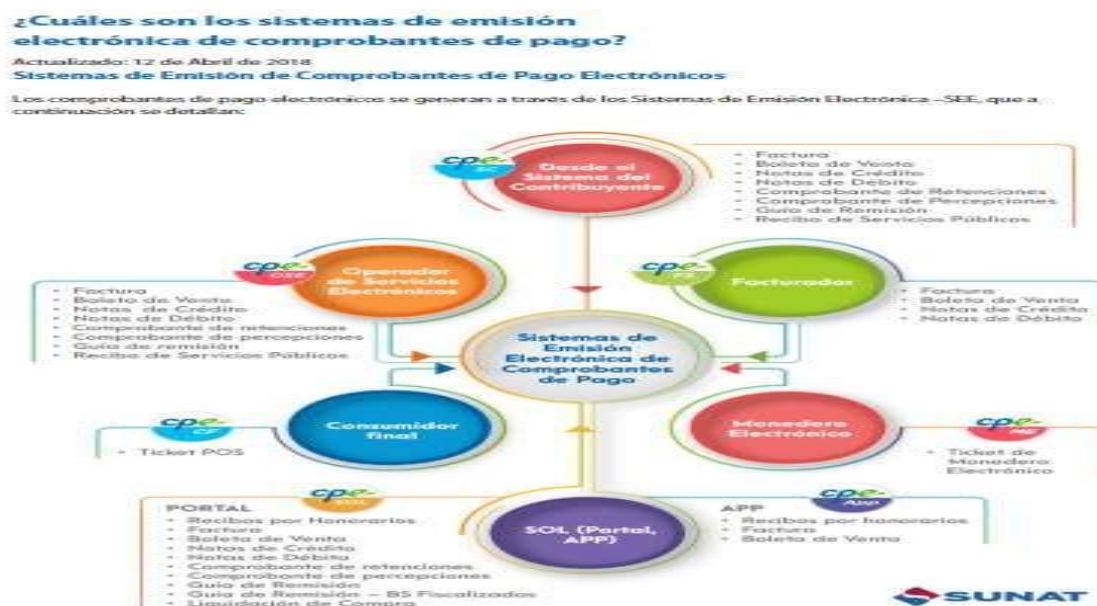 ¿Cuáles son los sistemas de emisión
electrónica de comprobantes de pago?
Actualizado: 12 de Abril de 2018
Sistemas de Emisión de Comprobantes de Pago Electrónicos
Los comprobantes de pago electrónicos se generan a través de los Sistemas de Emisión Electrónica –SEE, que a
continuación se detallan:
cpe-
SC
Desde el
Sistema del
Contribuyente
• Factura
• Boleta de Venta
• Notas de Crédito
• Notas de Débito
• Comprobante de Retenciones
• Comprobante de Percepciones
• Guía de Remisión
• Recibo de Servicios Públicos
cpe-
OSE
Operador
de Servicios
Electrónicos
• Factura
• Boleta de Venta
• Notas de Crédito
• Notas de Débito
• Comprobante de retenciones
• Comprobante de percepciones
• Guía de remisión
• Recibo de Servicios Públicos
cpe-
Facturador
• Factura
• Boleta de Venta
• Notas de Crédito
• Notas de Débito
Sistemas de
Emisión
Electrónica de
Comprobantes
de Pago
Consumidor
final
cpe-
CF
• Ticket POS
Monedero
Electrónico
cpe-
ME
• Ticket de
Monedero
Electrónico
cpe-
SOL
PORTAL
• Recibos por Honorarios
• Factura
• Boleta de Venta
• Notas de Crédito
• Notas de Débito
• Comprobante de retenciones
• Comprobante de percepciones
• Guía de Remisión
• Guía de Remisión – BS Fiscalizados
• Liquidación de Compra
SOL (Portal,
APP)
cpe-
App
APP
• Recibos por honorarios
• Factura
• Boleta de Venta
SUNAT